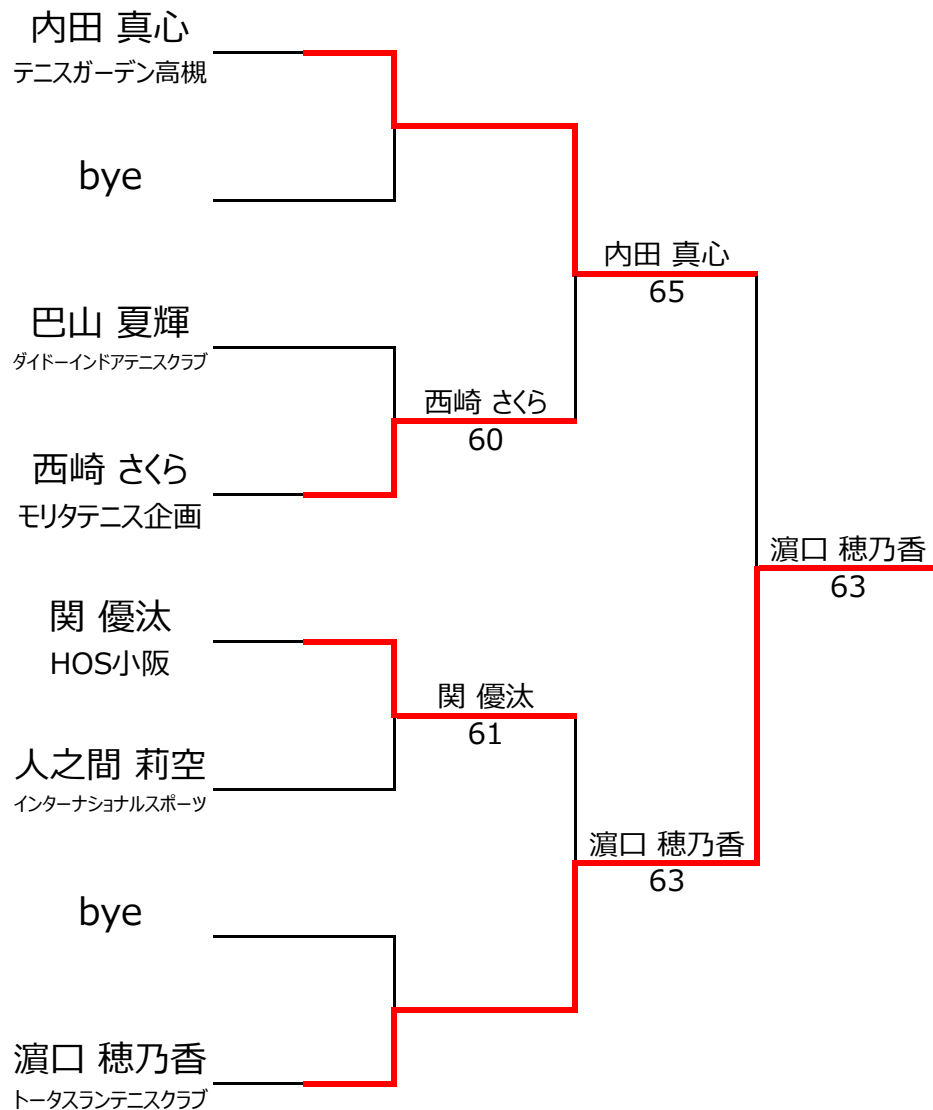 内田 真心
テニスガーデン高槻
bye
内田 真心
65
巴山 夏輝
ダイドーインドアテニスクラブ
西崎 さくら
60
西崎 さくら
モリタテニス企画
濵口 穂乃香
63
関 優汰
HOS小阪
関 優汰
61
人之間 莉空
インターナショナルスポーツ
濵口 穂乃香
63
bye
濵口 穂乃香
トータスランテニスクラブ